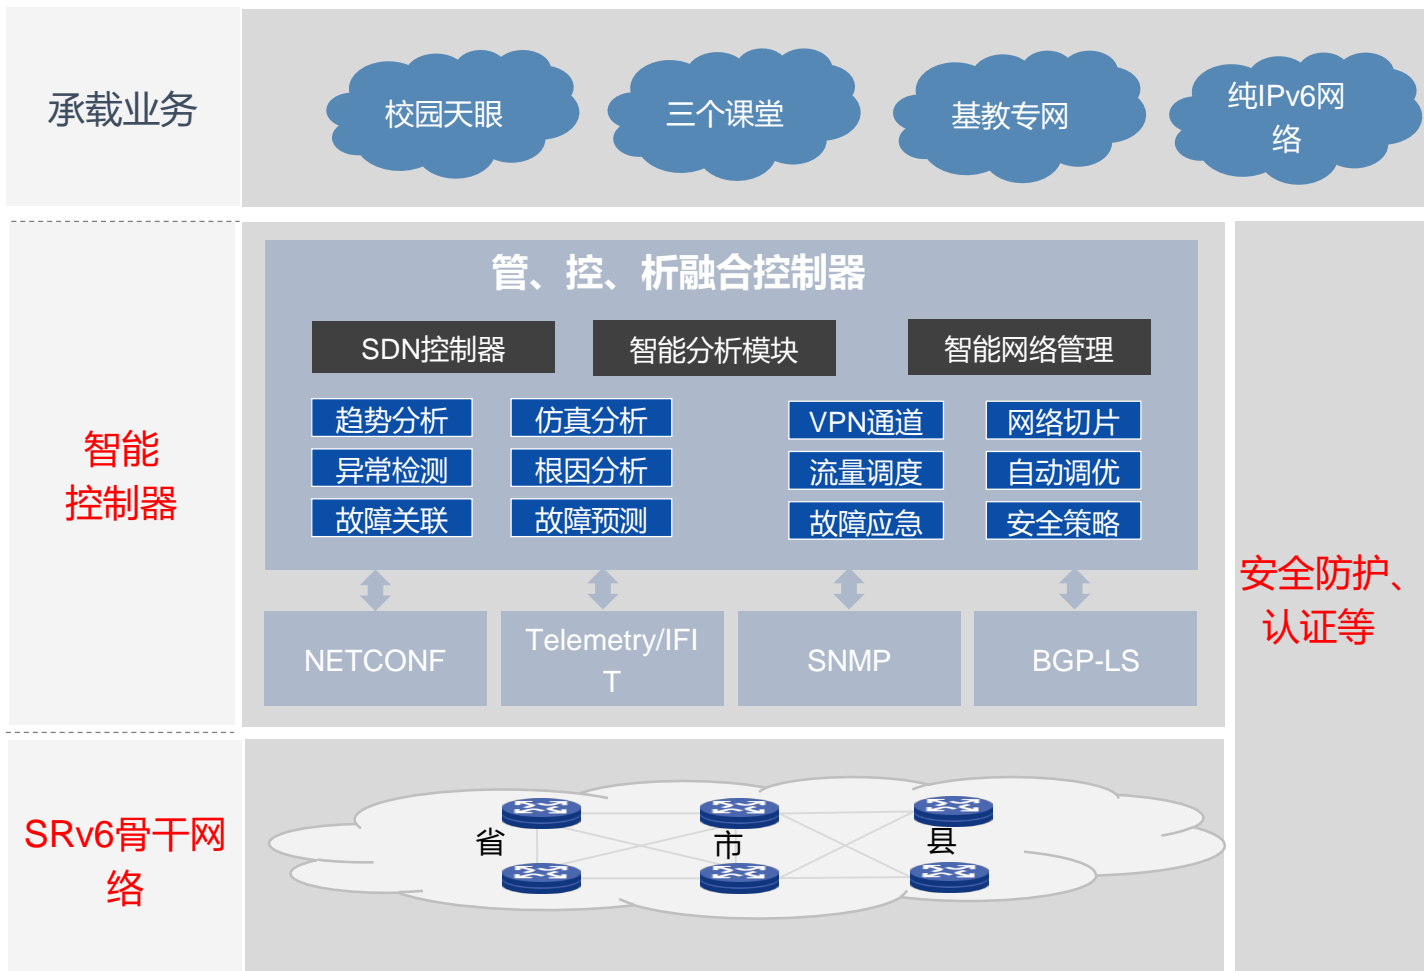 承载业务
校园天眼
三个课堂
基教专网
纯IPv6网
络
智能
控制器
管、控、析融合控制器
SDN控制器
智能分析模块
智能网络管理
趋势分析
仿真分析
VPN通道
网络切片
异常检测
根因分析
流量调度
自动调优
故障关联
故障预测
故障应急
安全策略
NETCONF
Telemetry/IFI
T
SNMP
BGP-LS
安全防护、
认证等
SRv6骨干网
络
省
市
县